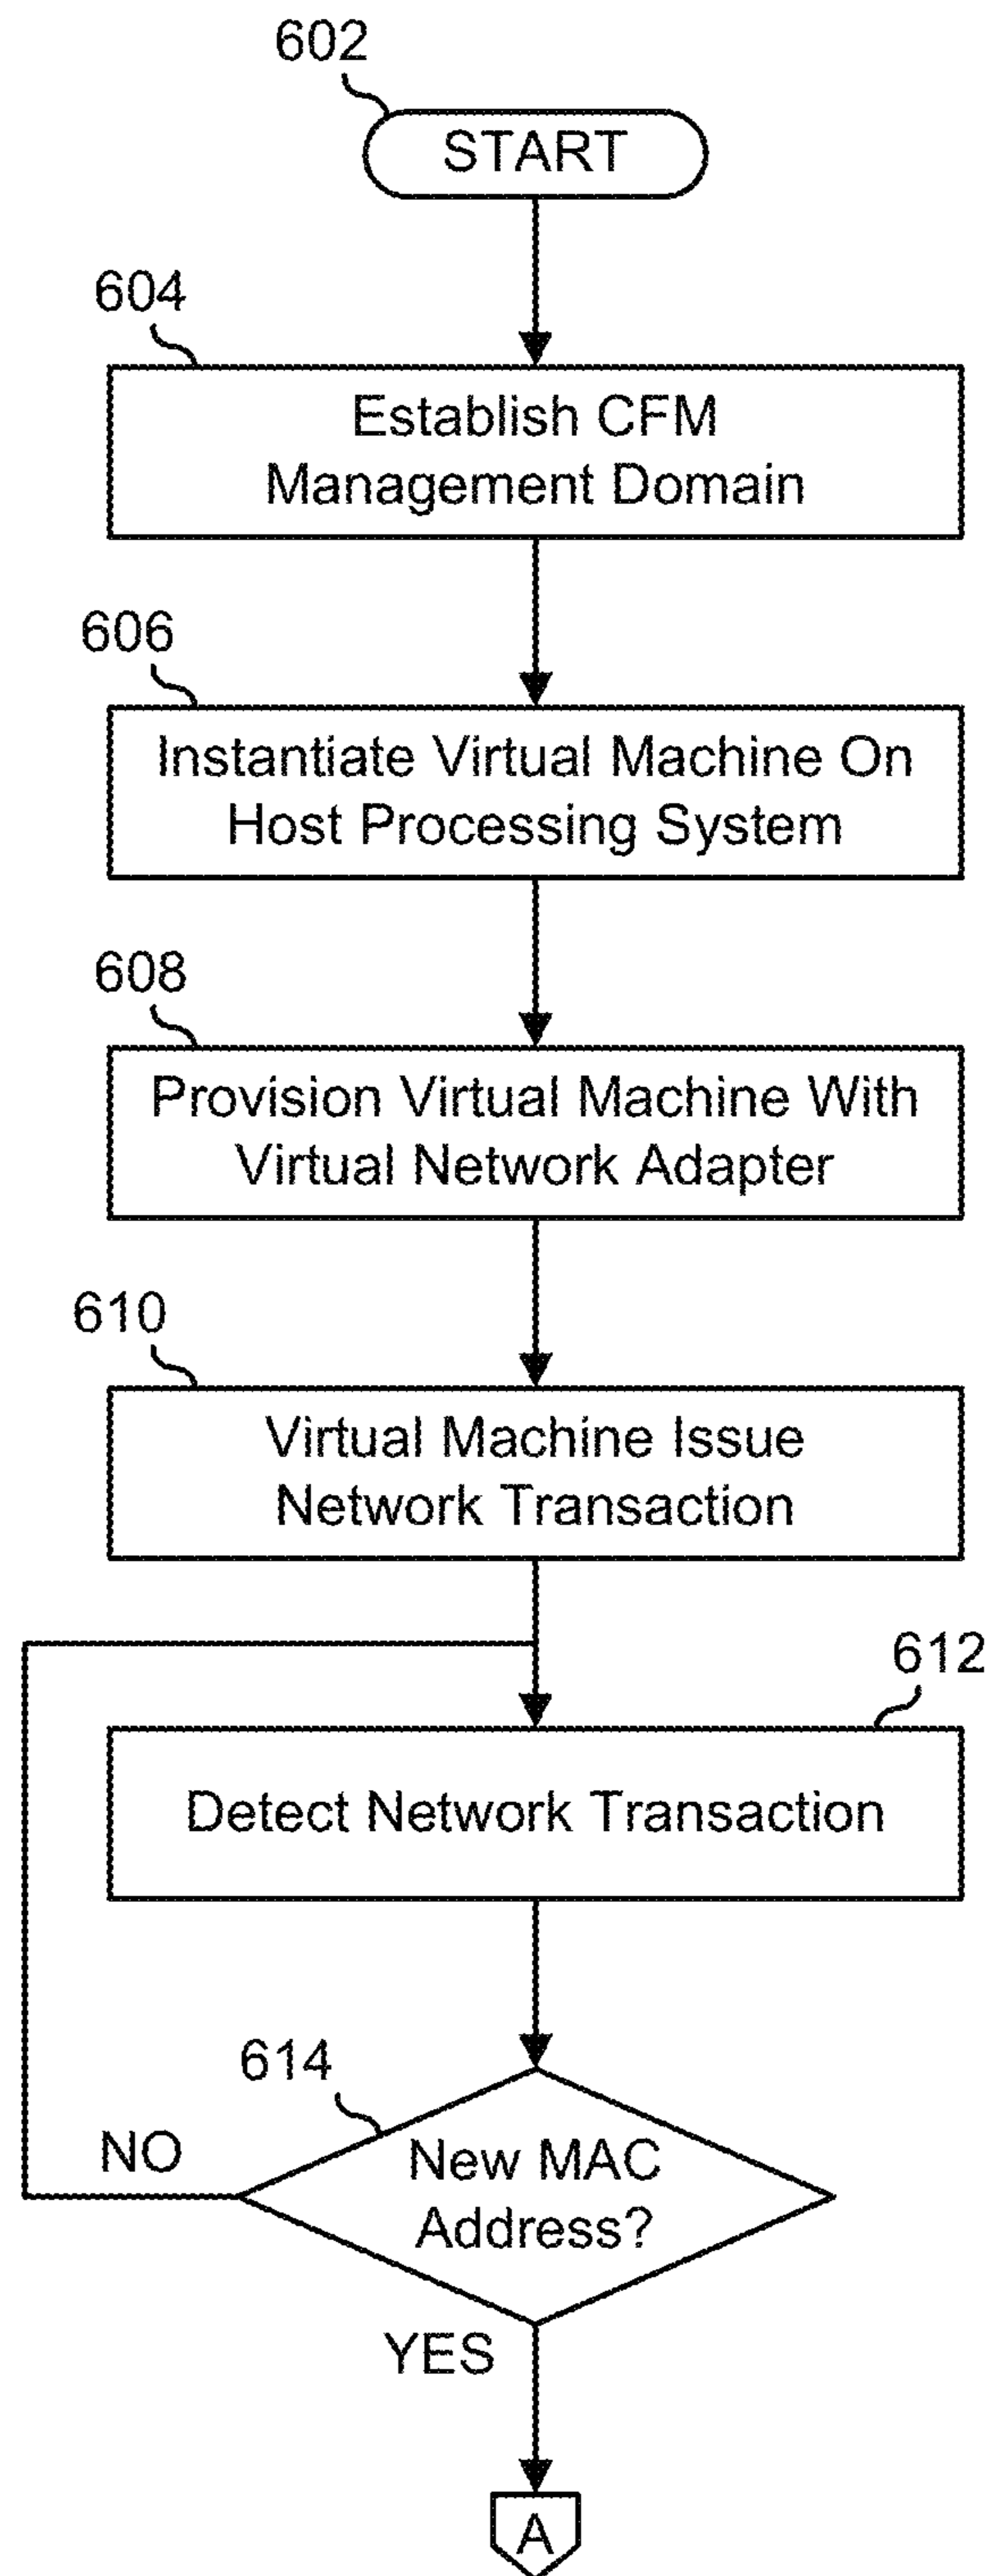 602
START
604
Establish CFM
Management Domain
606
Instantiate Virtual Machine On
Host Processing System
608
Provision Virtual Machine With
Virtual Network Adapter
610
Virtual Machine Issue
Network Transaction
612
Detect Network Transaction
614
NO
New MAC
Address?
YES
A